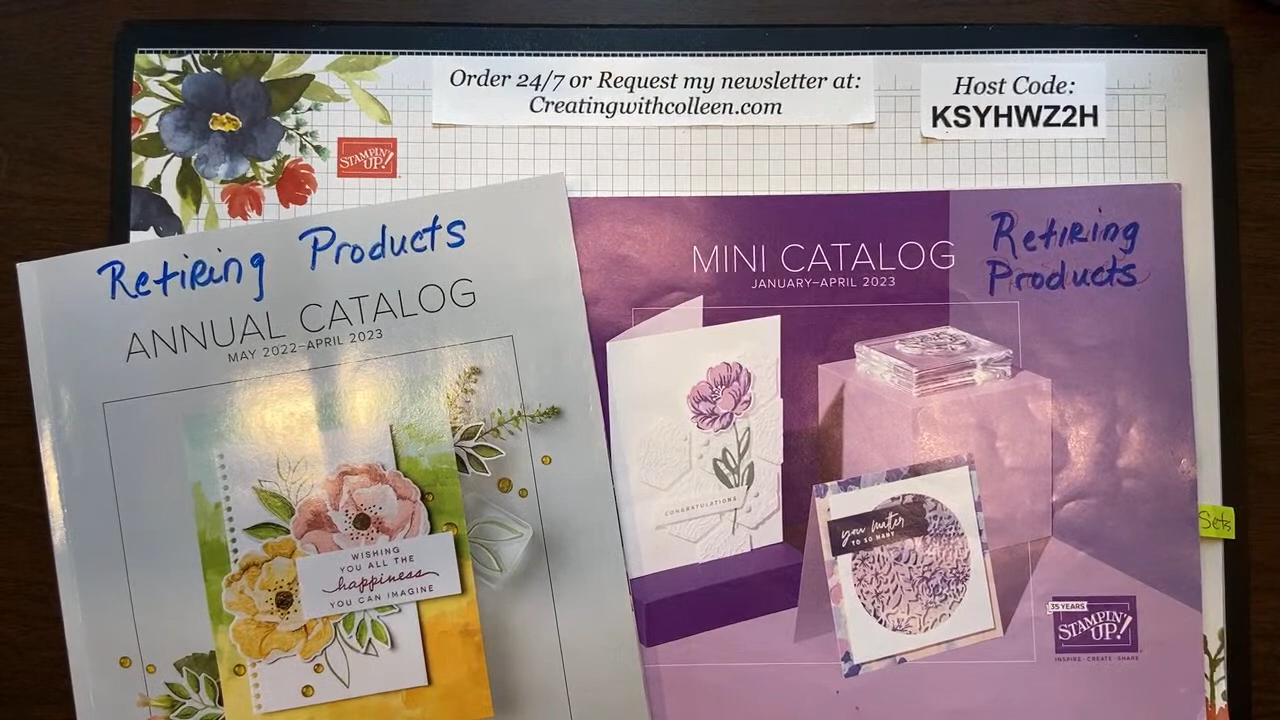 Order 24/7 or Request my newsletter at:
Creatingwithcolleen.com
Host Code:
KSYHWZ2H
STAMPIN' UP!
Retiring Products
ANNUAL CATALOG
MAY 2022–APRIL 2023
WISHING
YOU ALL THE
happiness
YOU CAN IMAGINE
MINI CATALOG
JANUARY–APRIL 2023
Retiring
Products
CONGRATULATIONS
you matter
TO SO MANY
35 YEARS
STAMPIN' UP!
INSPIRE · CREATE · SHARE
Sets